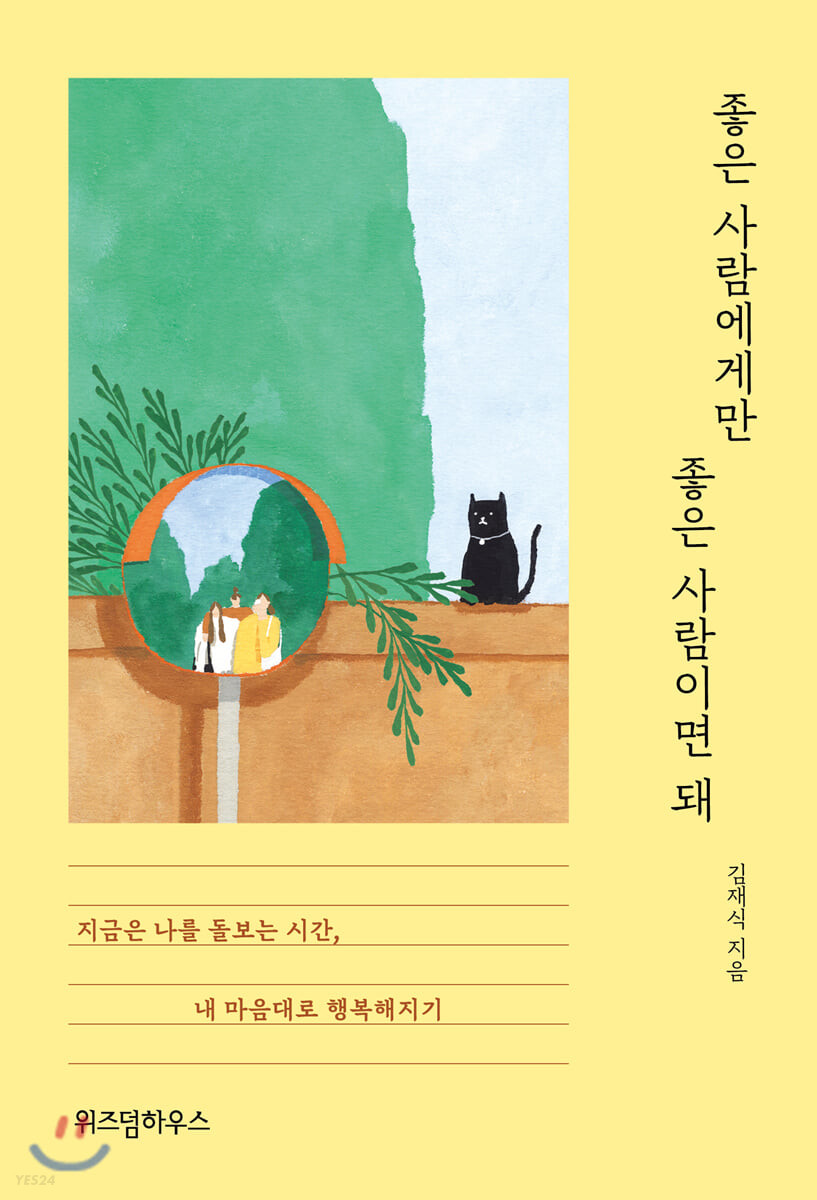 좋은 사람에게만
좋은 사람이면 돼
김재식 지음
지금은 나를 돌보는 시간,
내 마음대로 행복해지기
위즈덤하우스
YES24